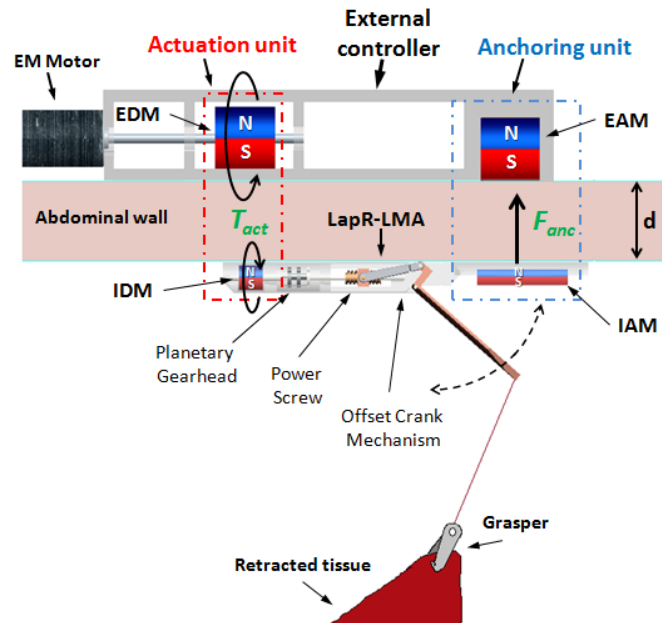 External
controller
Actuation unit
Anchoring unit
EM Motor
EDM
N
S
N
S
EAM
Abdominal wall
T_act
LapR-LMA
F_anc
d
IDM
N
S
N
S
IAM
Planetary
Gearhead
Power
Screw
Offset Crank
Mechanism
Grasper
Retracted tissue